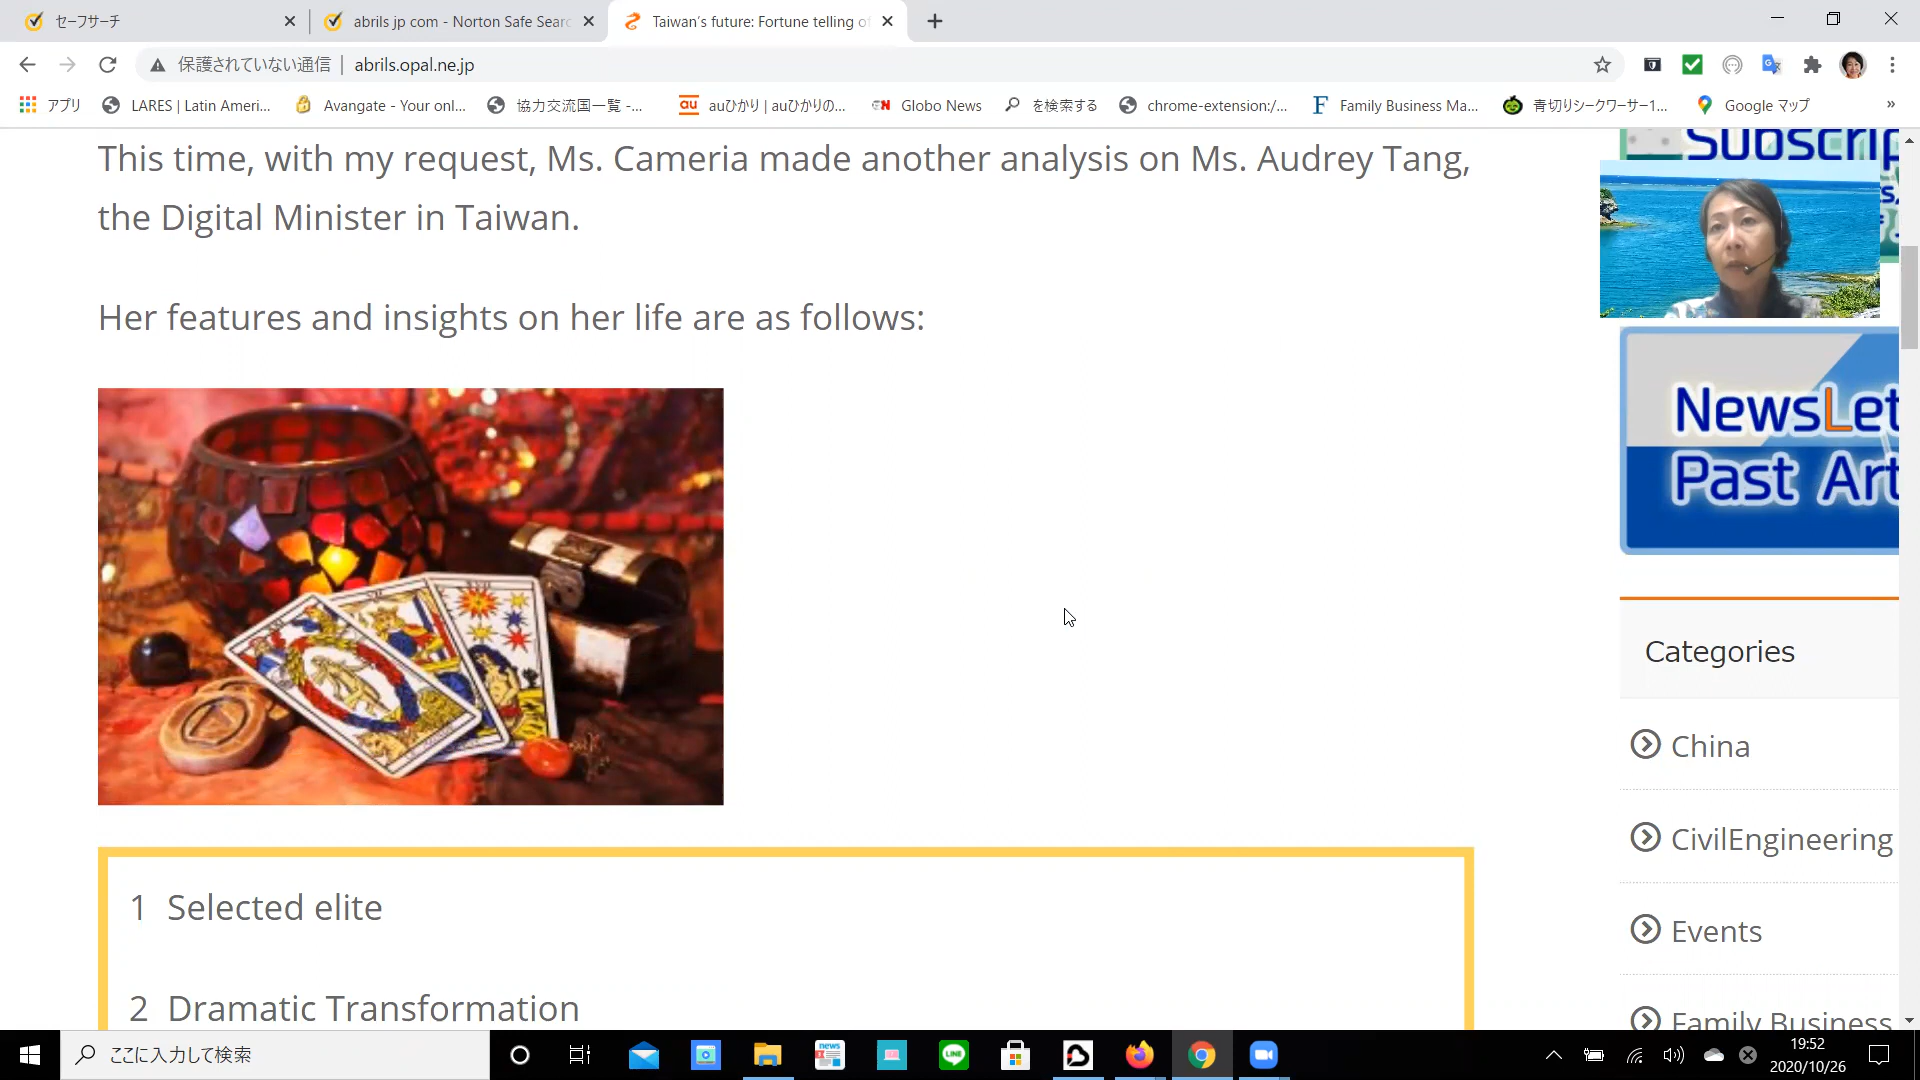 セーフサーチ
abrils jp com - Norton Safe Searc
Taiwan's future: Fortune telling of
保護されていない通信
abrils.opal.ne.jp
アプリ
LARES | Latin Ameri...
Avangate - Your onl...
協力交流国一覧 -...
au
auひかり | auひかりの...
Globo News
を検索する
chrome-extension:/...
Family Business Ma...
青切りシークワーサー1...
Google マップ
»
This time, with my request, Ms. Cameria made another analysis on Ms. Audrey Tang,
the Digital Minister in Taiwan.
Her features and insights on her life are as follows:
1 Selected elite
2 Dramatic Transformation
Subscrip
NewsLet
Past Art
Categories
China
CivilEngineering
Events
Family Business
ここに入力して検索
news
LINE
19:52
2020/10/26